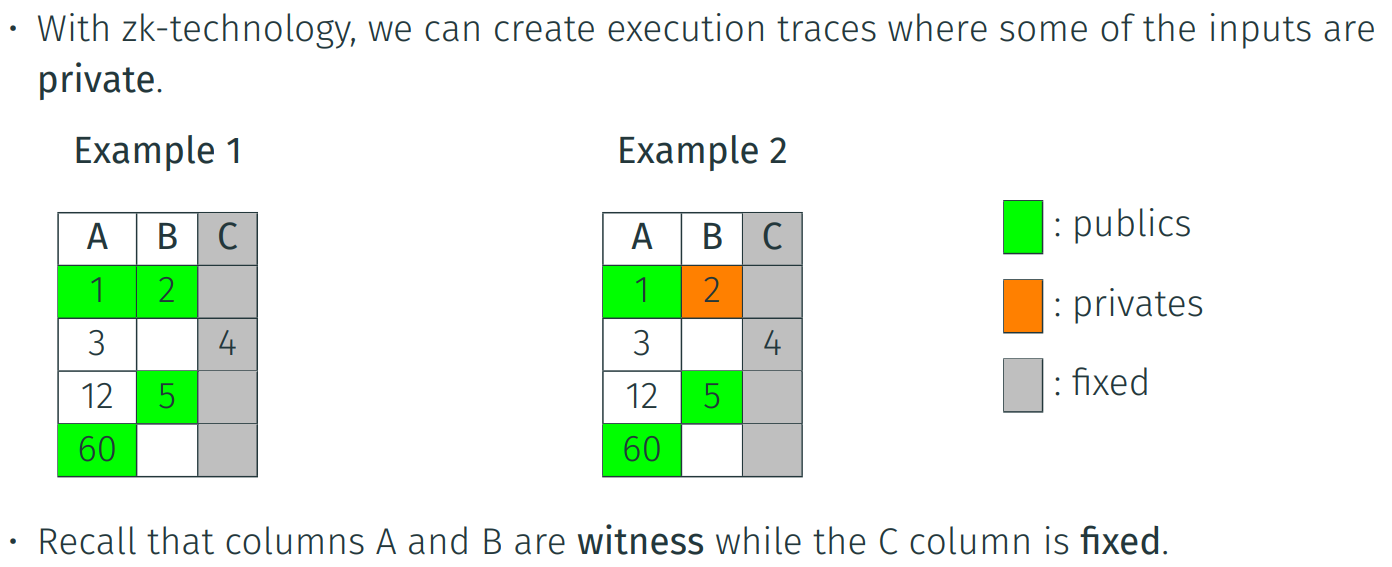 • With zk-technology, we can create execution traces where some of the inputs are
private.
Example 1
A B C
1 2
3 4
12 5
60
Example 2
A B C
1 2
3 4
12 5
60
: publics
: privates
: fixed
• Recall that columns A and B are witness while the C column is fixed.